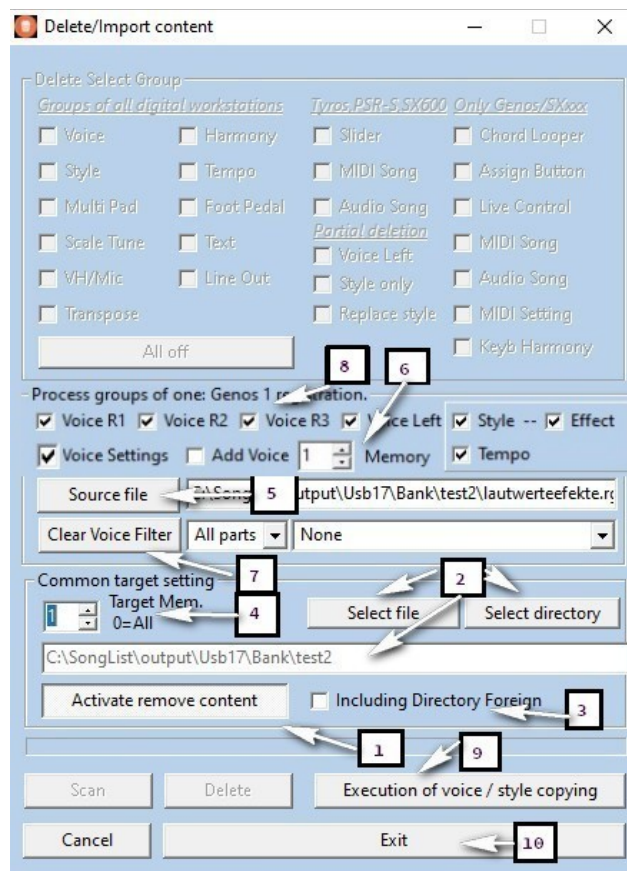 Delete/Import content
Delete Select Group
Groups of all digital workstations Tyros,PSR-S,SX600 Only Genos/SXxxx
Voice Harmony Slider Chord Looper
Style Tempo MIDI Song Assign Button
Multi Pad Foot Pedal Audio Song Live Control
Partial deletion
Scale Tune Text Voice Left MIDI Song
VH/Mic Line Out Style only Audio Song
Transpose Replace style MIDI Setting
All off Keyb Harmony
8 6
Process groups of one: Genos 1 registration.
Voice R1 Voice R2 Voice R3 Voice Left Style -- Effect
Voice Settings Add Voice 1 Memory Tempo
Source file 5 utput\Usb17\Bank\test2\lautwerteefekte.rg
Clear Voice Filter All parts None
7 2
Common target setting
1 Target Mem. 4 Select file Select directory
0=All
C:\SongList\output\Usb17\Bank\test2
Activate remove content Including Directory Foreign 3
1 9
Scan Delete Execution of voice / style copying
Cancel Exit 10